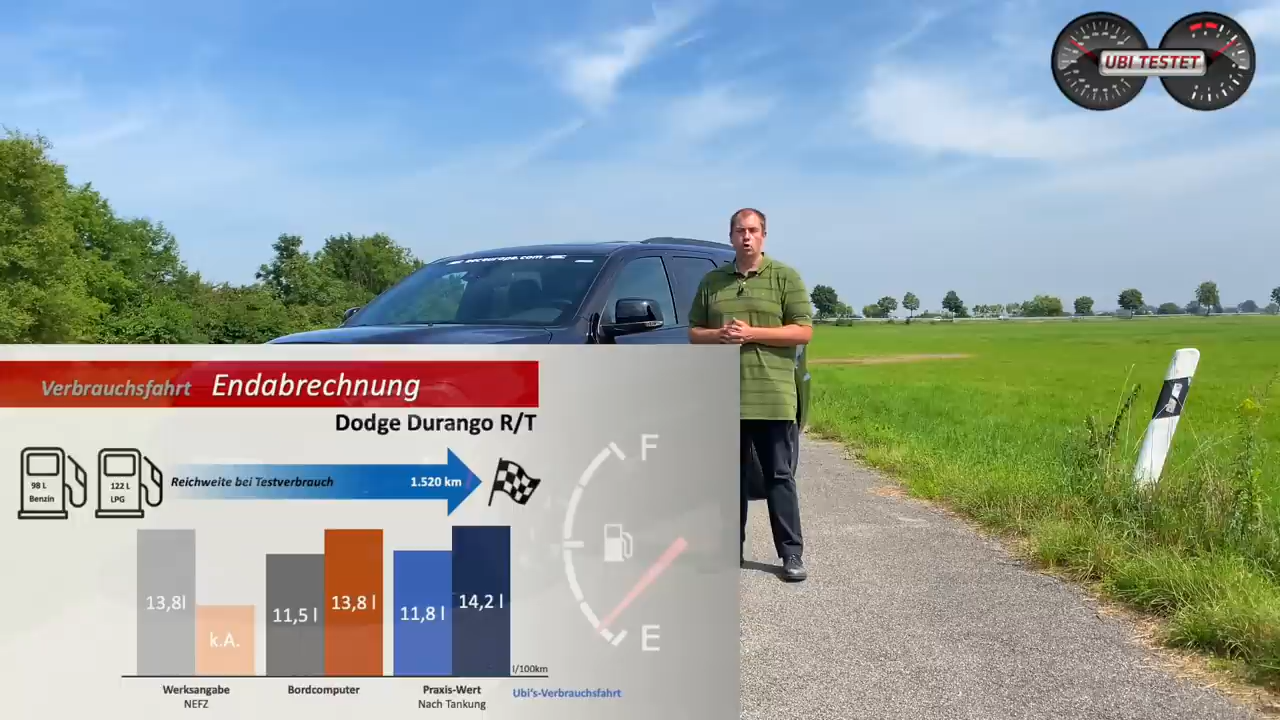 UBI TESTET
Verbrauchsfahrt Endabrechnung
Dodge Durango R/T
98 L
Benzin
122 L
LPG
Reichweite bei Testverbrauch
1.520 km
F
E
13,8l
k.A.
11,5 l
13,8 l
11,8 l
14,2 l
l/100km
Werksangabe
NEFZ
Bordcomputer
Praxis-Wert
Nach Tankung
Ubi's-Verbrauchsfahrt